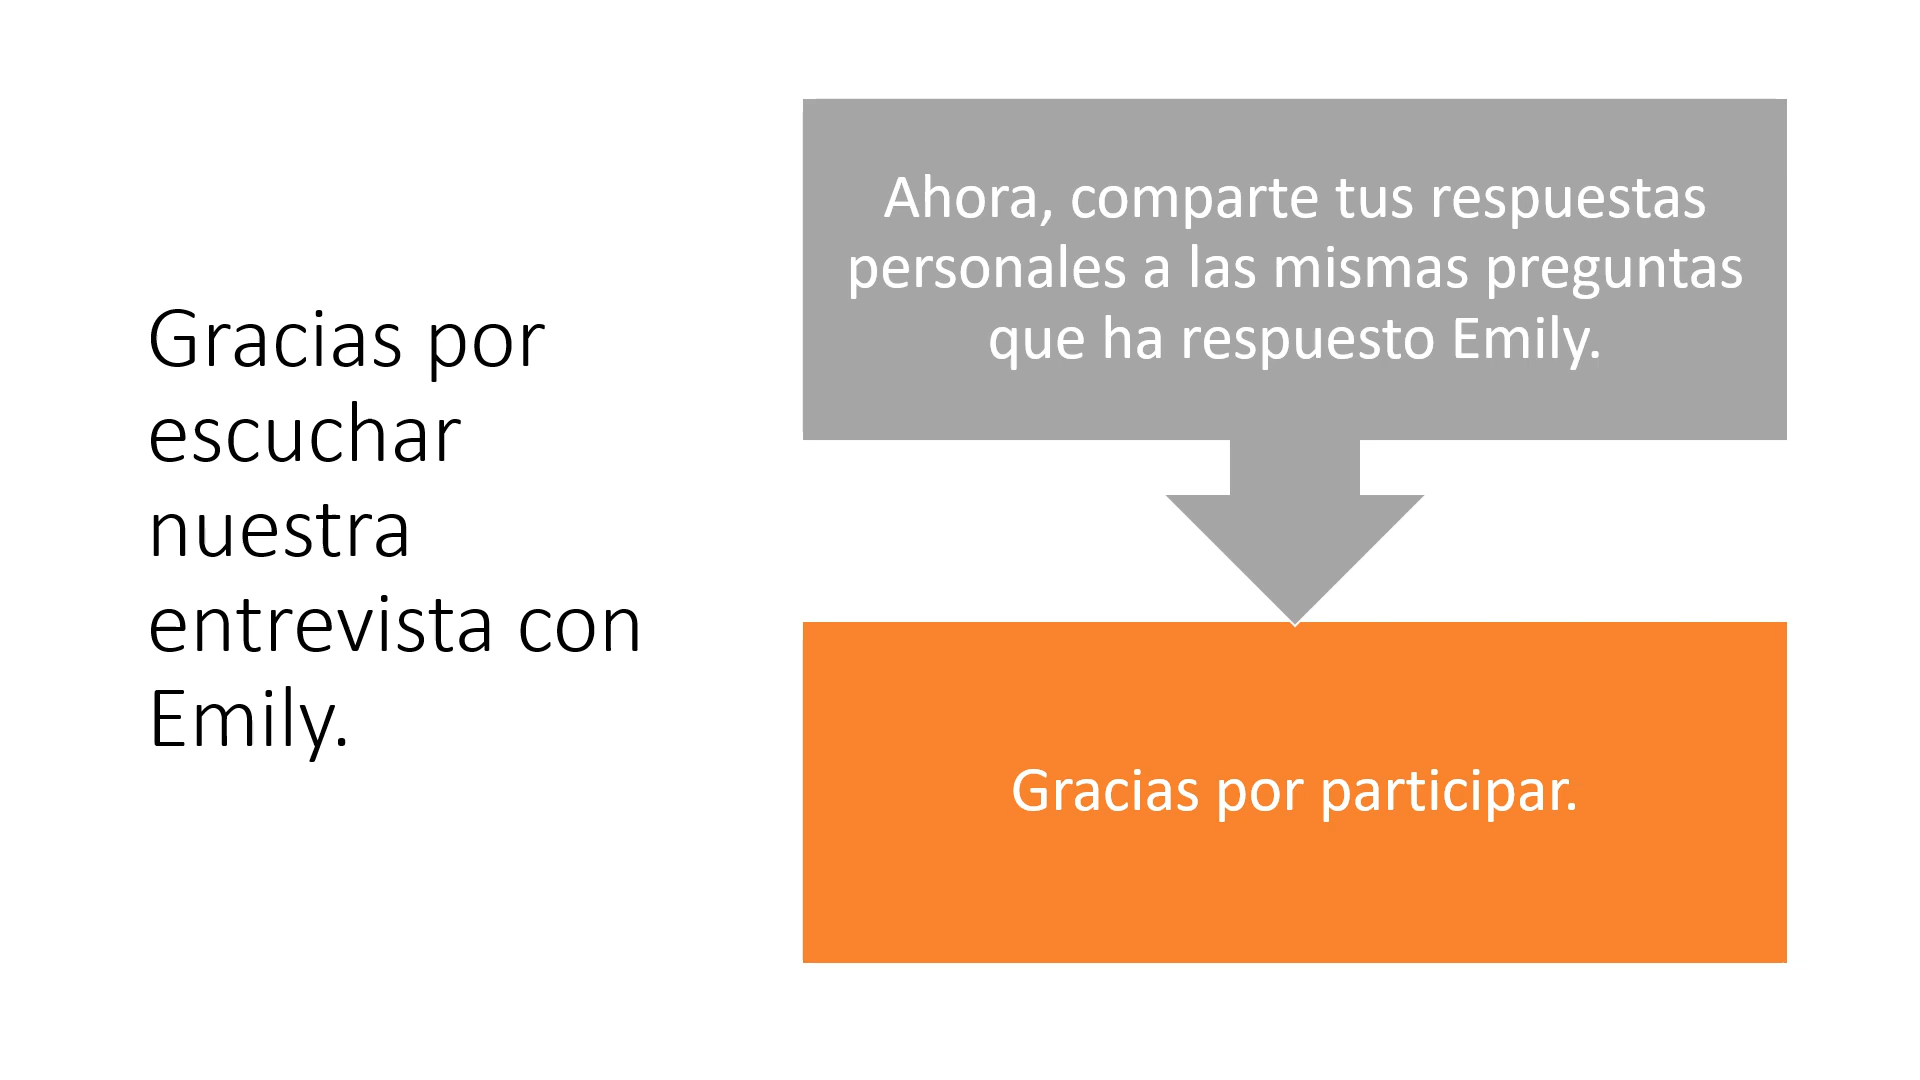 Gracias por
escuchar
nuestra
entrevista con
Emily.
Ahora, comparte tus respuestas
personales a las mismas preguntas
que ha respuesto Emily.
Gracias por participar.